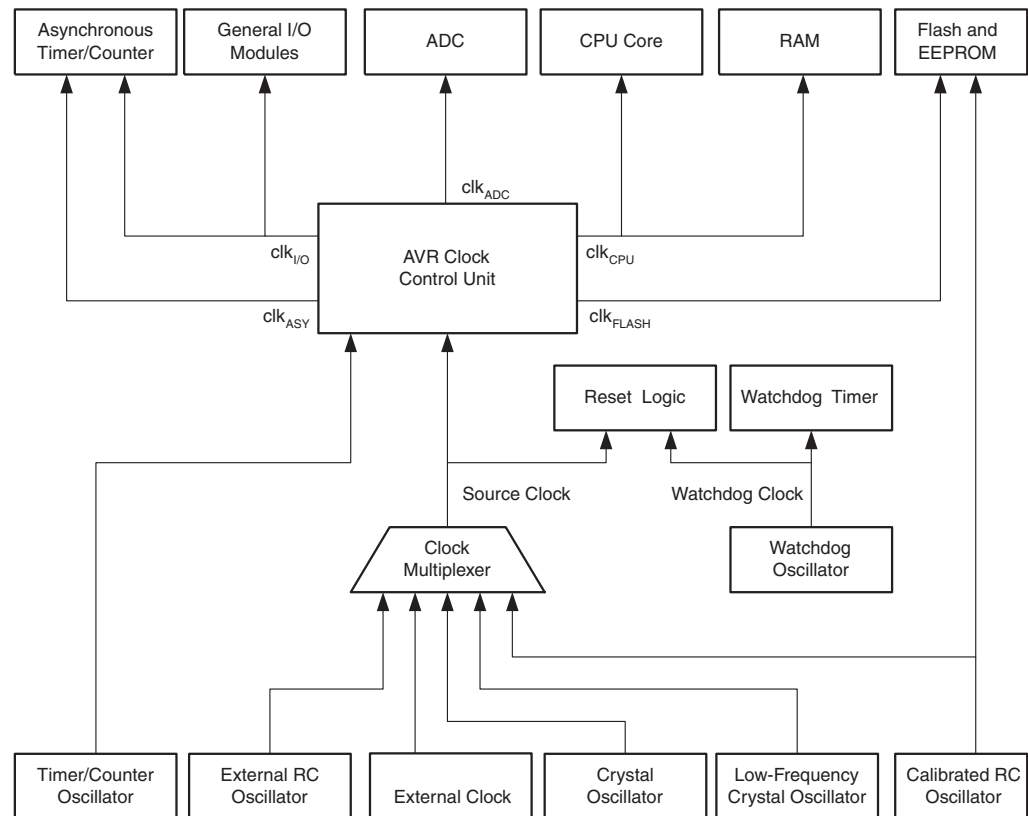 Asynchronous
Timer/Counter
General I/O
Modules
ADC
CPU Core
RAM
Flash and
EEPROM
clkADC
clkI/O
AVR Clock
Control Unit
clkCPU
clkASY
clkFLASH
Reset Logic
Watchdog Timer
Source Clock
Watchdog Clock
Clock
Multiplexer
Watchdog
Oscillator
Timer/Counter
Oscillator
External RC
Oscillator
External Clock
Crystal
Oscillator
Low-Frequency
Crystal Oscillator
Calibrated RC
Oscillator